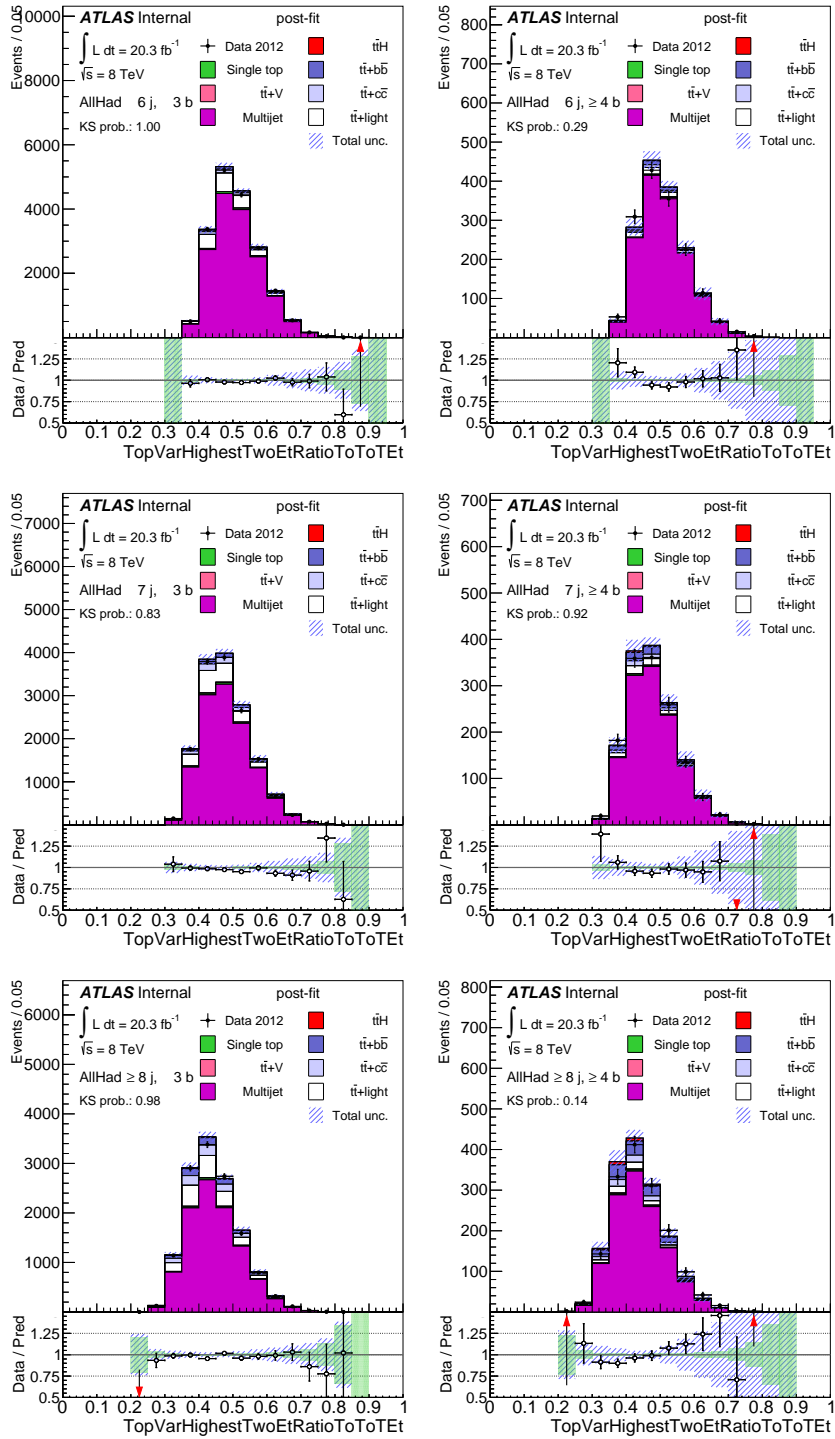 Events / 0.05
10000
8000
6000
4000
2000
ATLAS Internal
post-fit
∫ L dt = 20.3 fb⁻¹
√s = 8 TeV
AllHad 6 j, 3 b
KS prob.: 1.00
Data 2012
Single top
tt̄+V
Multijet
tt̄H
tt̄+bb̄
tt̄+cc̄
tt̄+light
Total unc.
Data / Pred
1.25
1
0.75
0.5
0 0.1 0.2 0.3 0.4 0.5 0.6 0.7 0.8 0.9 1
TopVarHighestTwoEtRatioToToTEt
Events / 0.05
800
700
600
500
400
300
200
100
ATLAS Internal
post-fit
∫ L dt = 20.3 fb⁻¹
√s = 8 TeV
AllHad 6 j, ≥ 4 b
KS prob.: 0.29
Data 2012
Single top
tt̄+V
Multijet
tt̄H
tt̄+bb̄
tt̄+cc̄
tt̄+light
Total unc.
Data / Pred
1.25
1
0.75
0.5
0 0.1 0.2 0.3 0.4 0.5 0.6 0.7 0.8 0.9 1
TopVarHighestTwoEtRatioToToTEt
Events / 0.05
7000
6000
5000
4000
3000
2000
1000
ATLAS Internal
post-fit
∫ L dt = 20.3 fb⁻¹
√s = 8 TeV
AllHad 7 j, 3 b
KS prob.: 0.83
Data 2012
Single top
tt̄+V
Multijet
tt̄H
tt̄+bb̄
tt̄+cc̄
tt̄+light
Total unc.
Data / Pred
1.25
1
0.75
0.5
0 0.1 0.2 0.3 0.4 0.5 0.6 0.7 0.8 0.9 1
TopVarHighestTwoEtRatioToToTEt
Events / 0.05
700
600
500
400
300
200
100
ATLAS Internal
post-fit
∫ L dt = 20.3 fb⁻¹
√s = 8 TeV
AllHad 7 j, ≥ 4 b
KS prob.: 0.92
Data 2012
Single top
tt̄+V
Multijet
tt̄H
tt̄+bb̄
tt̄+cc̄
tt̄+light
Total unc.
Data / Pred
1.25
1
0.75
0.5
0 0.1 0.2 0.3 0.4 0.5 0.6 0.7 0.8 0.9 1
TopVarHighestTwoEtRatioToToTEt
Events / 0.05
6000
5000
4000
3000
2000
1000
ATLAS Internal
post-fit
∫ L dt = 20.3 fb⁻¹
√s = 8 TeV
AllHad ≥ 8 j, 3 b
KS prob.: 0.98
Data 2012
Single top
tt̄+V
Multijet
tt̄H
tt̄+bb̄
tt̄+cc̄
tt̄+light
Total unc.
Data / Pred
1.25
1
0.75
0.5
0 0.1 0.2 0.3 0.4 0.5 0.6 0.7 0.8 0.9 1
TopVarHighestTwoEtRatioToToTEt
Events / 0.05
800
700
600
500
400
300
200
100
ATLAS Internal
post-fit
∫ L dt = 20.3 fb⁻¹
√s = 8 TeV
AllHad ≥ 8 j, ≥ 4 b
KS prob.: 0.14
Data 2012
Single top
tt̄+V
Multijet
tt̄H
tt̄+bb̄
tt̄+cc̄
tt̄+light
Total unc.
Data / Pred
1.25
1
0.75
0.5
0 0.1 0.2 0.3 0.4 0.5 0.6 0.7 0.8 0.9 1
TopVarHighestTwoEtRatioToToTEt